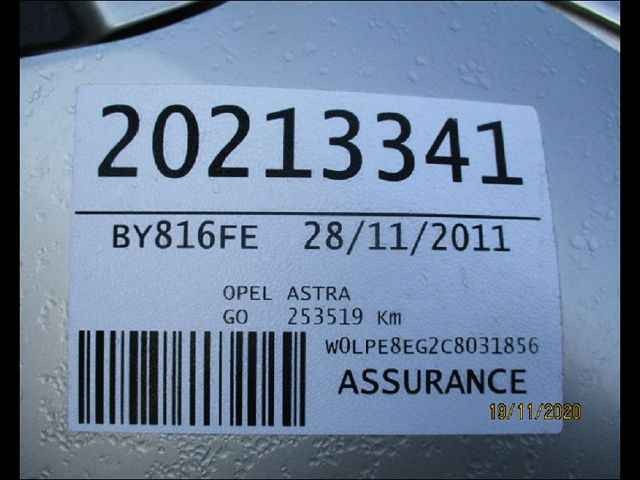 20213341
BY816FE 28/11/2011
OPEL ASTRA
GO 253519 Km
W0LPE8EG2C8031856
ASSURANCE
19/11/2020